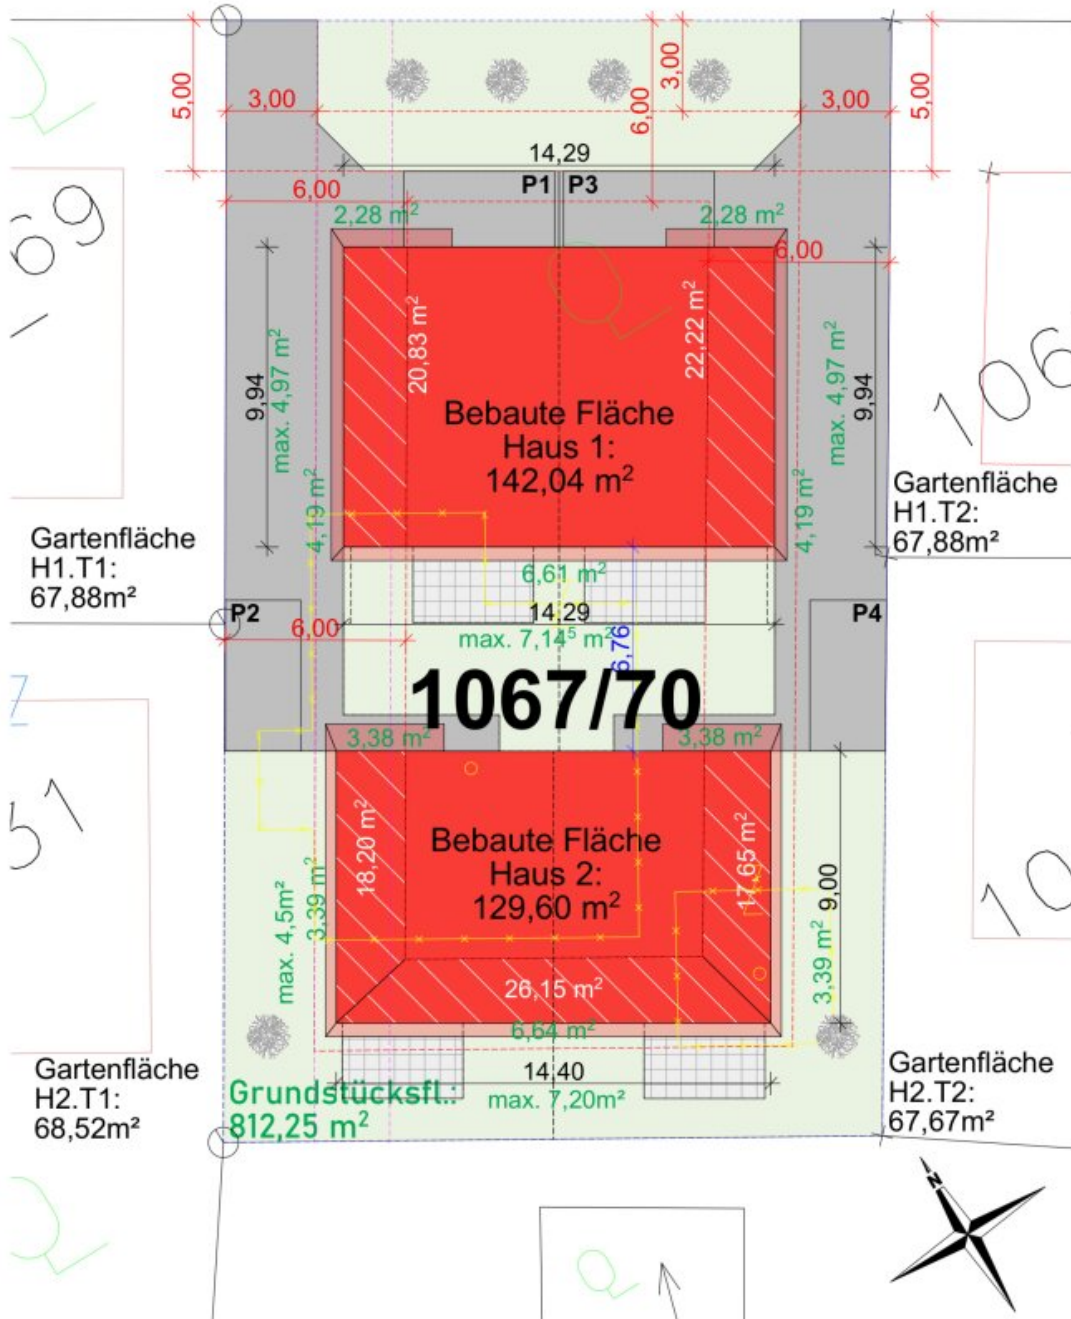 5,00
3,00
3,00
6,00
3,00
5,00
14,29
P1
P3
6,00
2,28 m²
2,28 m²
6,00
169
9,94
max. 4,97 m²
20,83 m²
22,22 m²
max. 4,97 m²
9,94
106
Bebaute Fläche
Haus 1:
142,04 m²
4,19 m²
4,19 m²
Gartenfläche
H1.T1:
67,88m²
Gartenfläche
H1.T2:
67,88m²
6,61 m²
P2
6,00
14,29
max. 7,14⁵ m²
6,76
P4
1067/70
7
3,38 m²
3,38 m²
51
18,20 m²
Bebaute Fläche
Haus 2:
129,60 m²
17,65 m²
9,00
10
max. 4,5m²
3,39 m²
3,39 m²
26,15 m²
6,64 m²
Gartenfläche
H2.T1:
68,52m²
14,40
max. 7,20m²
Grundstücksfl.:
812,25 m²
Gartenfläche
H2.T2:
67,67m²
N